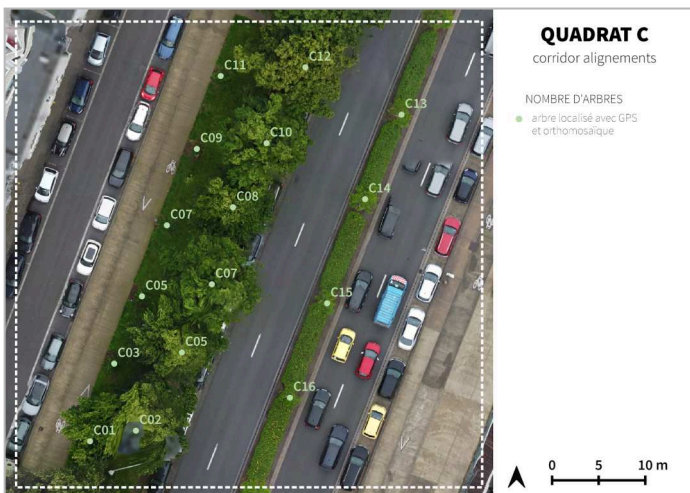 QUADRAT C
corridor alignements
NOMBRE D'ARBRES
arbre localisé avec GPS
et orthomosaïque
C12
C11
C13
C10
C09
C14
C08
C07
C07
C05
C15
C05
C03
C16
C02
C01
0 5 10 m